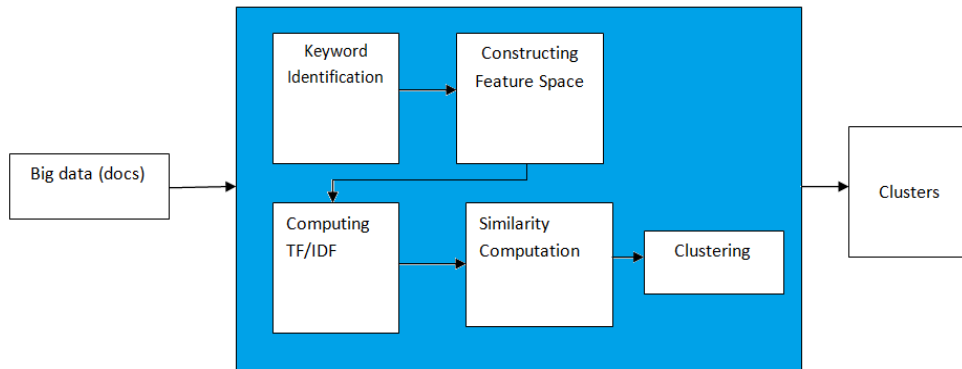 Big data (docs)
Keyword
Identification
Constructing
Feature Space
Computing
TF/IDF
Similarity
Computation
Clustering
Clusters